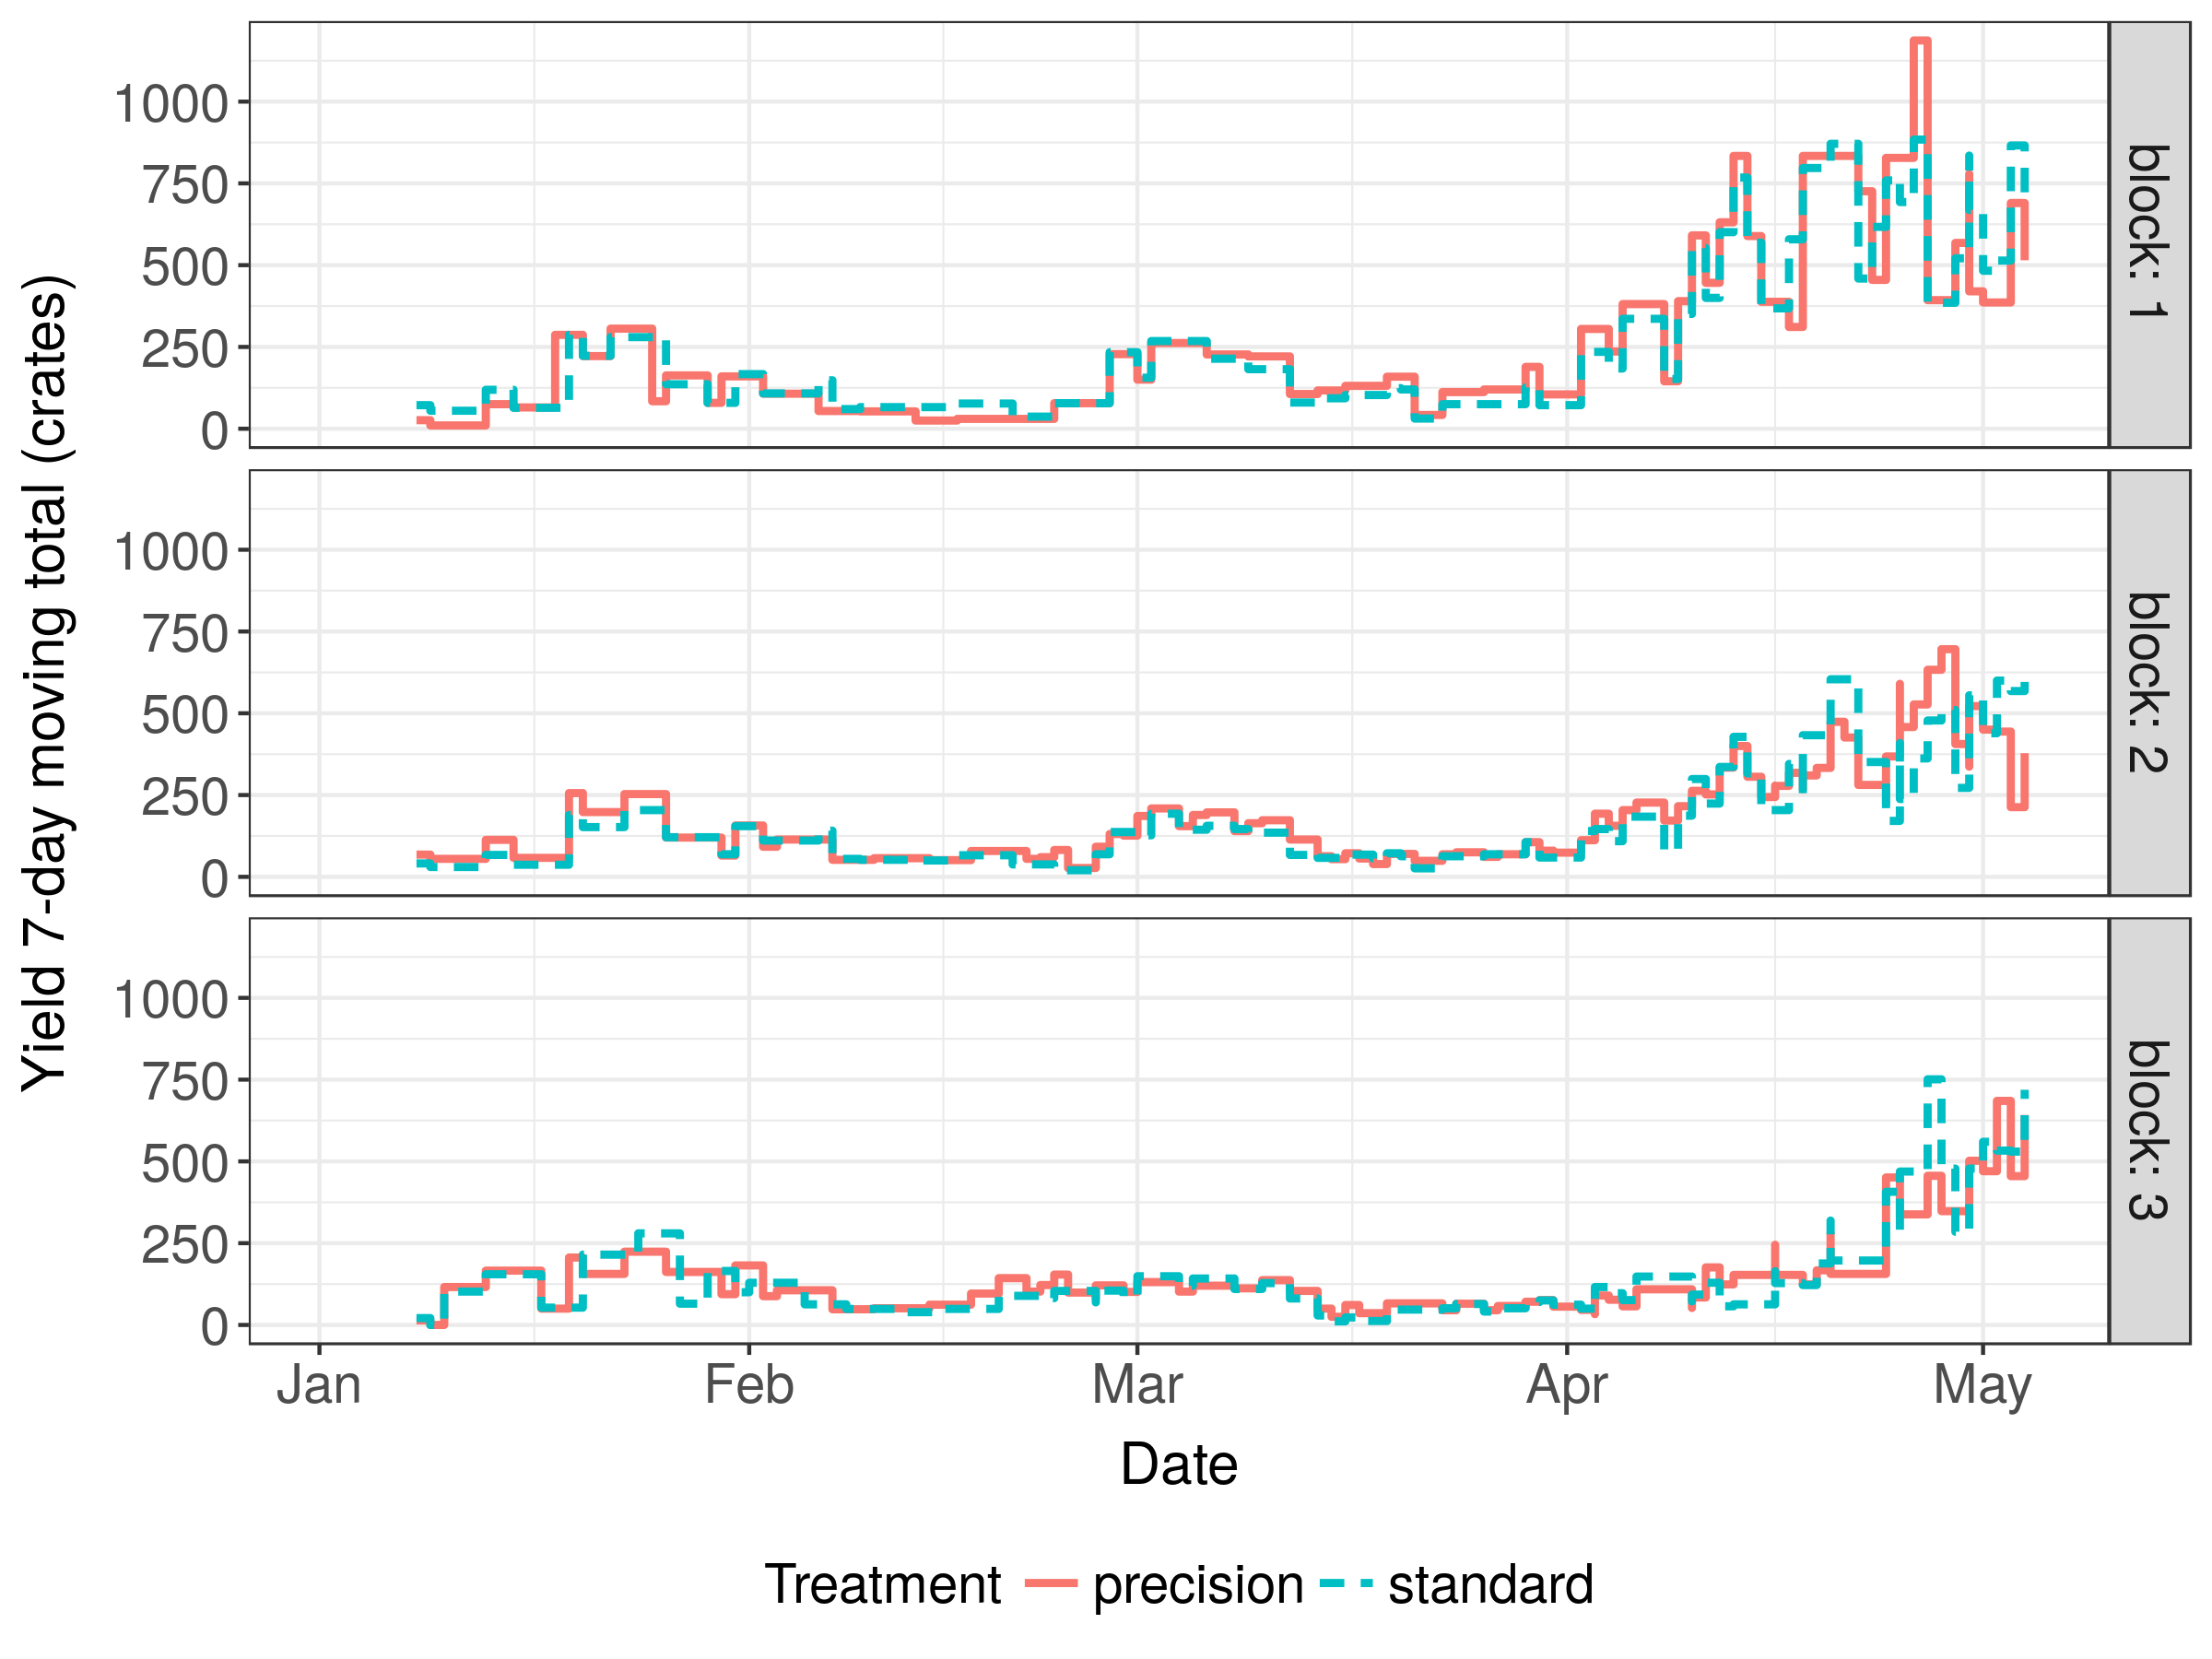 Yield 7-day moving total (crates)
1000
750
500
250
0
block: 1
1000
750
500
250
0
block: 2
1000
750
500
250
0
block: 3
Jan Feb Mar Apr May
Date
Treatment precision standard